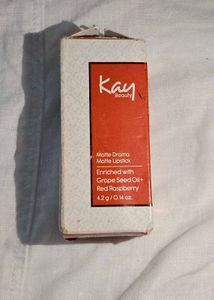 Kay
Beauty
Matte Drama
Matte Lipstick
Enriched with
Grape Seed Oil+
Red Raspberry
4.2 g / 0.14 oz.